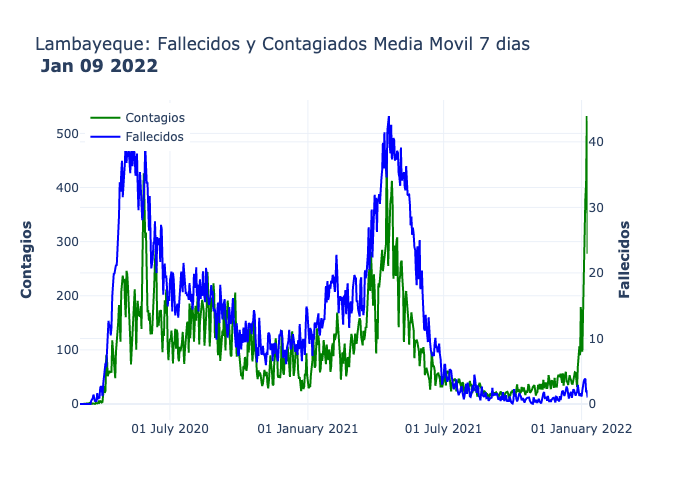 Lambayeque: Fallecidos y Contagiados Media Movil 7 dias
Jan 09 2022
Contagios
Fallecidos
500
400
300
200
100
0
Contagios
40
30
20
10
0
Fallecidos
01 July 2020
01 January 2021
01 July 2021
01 January 2022